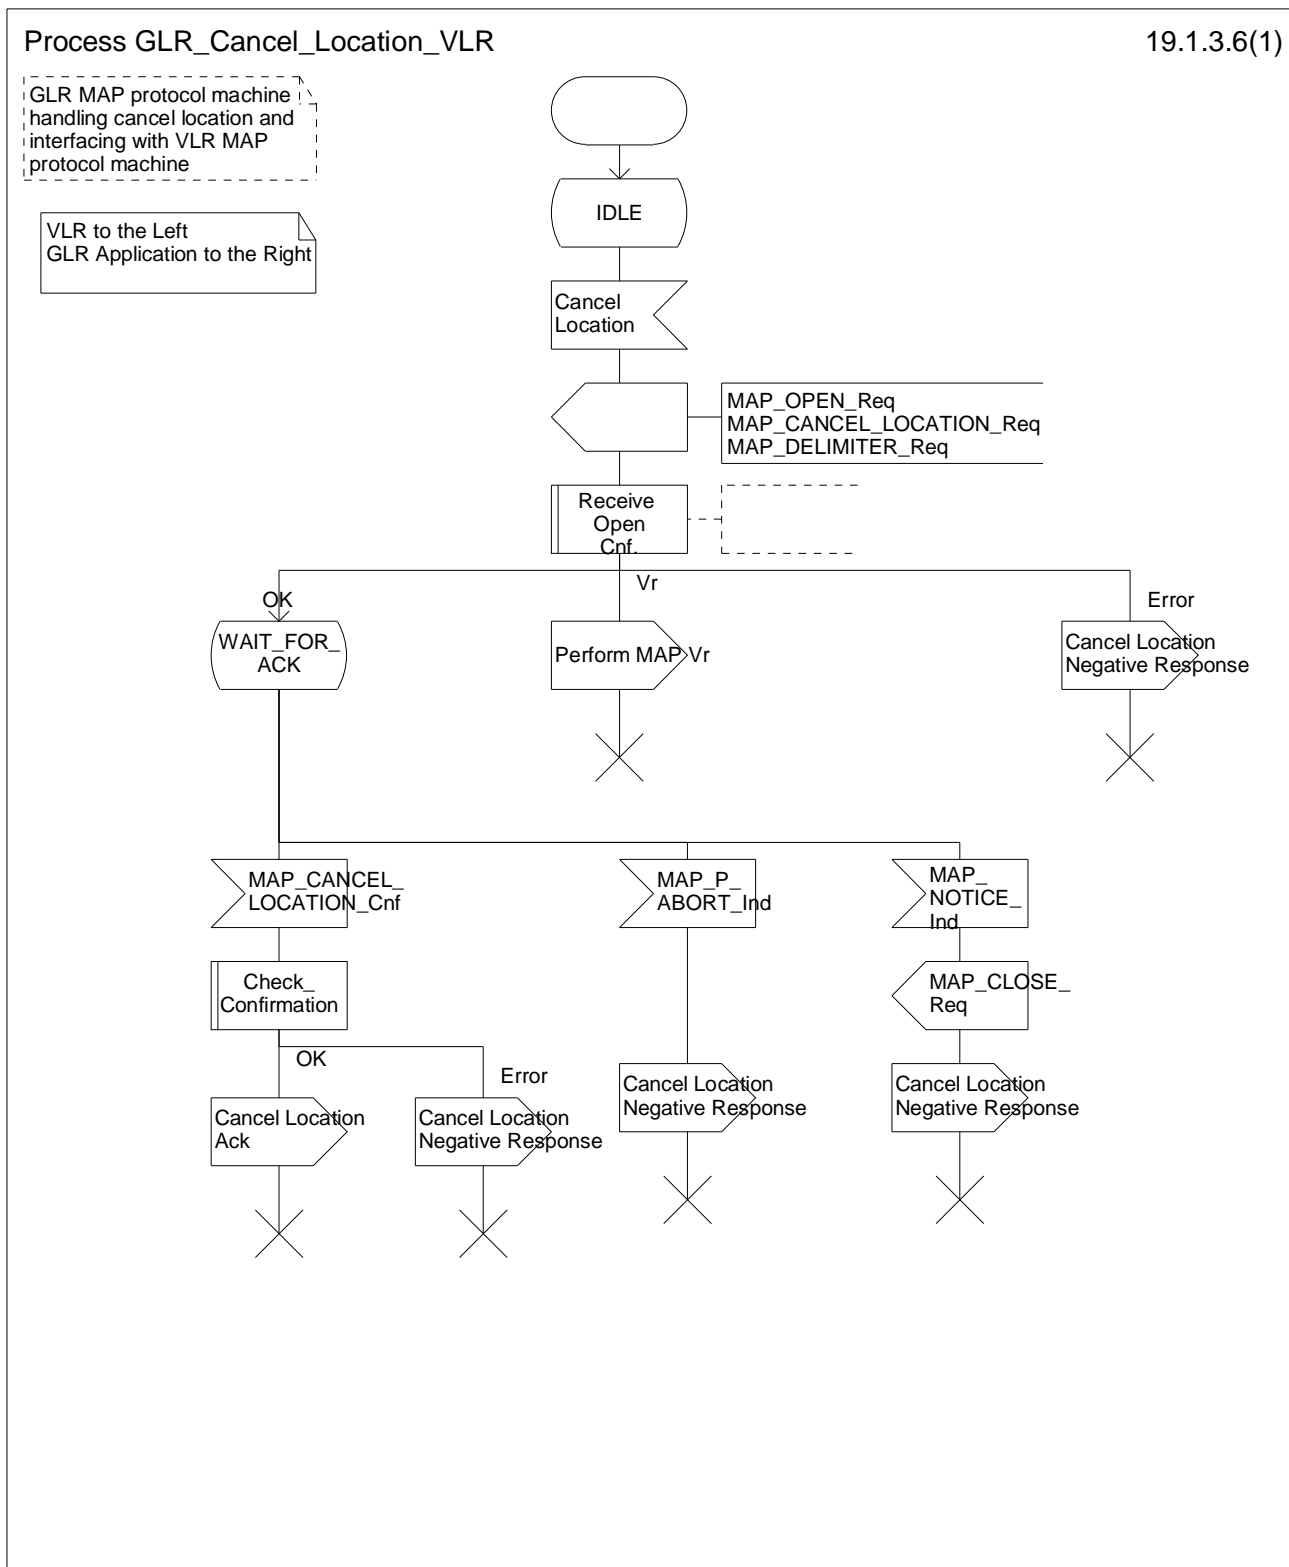 Process GLR_Cancel_Location_VLR
19.1.3.6(1)
GLR MAP protocol machine
handling cancel location and
interfacing with VLR MAP
protocol machine
VLR to the Left
GLR Application to the Right
IDLE
Cancel
Location
MAP_OPEN_Req
MAP_CANCEL_LOCATION_Req
MAP_DELIMITER_Req
Receive
Open
Cnf.
OK
Vr
Error
WAIT_FOR_
ACK
Perform MAP Vr
Cancel Location
Negative Response
MAP_CANCEL_
LOCATION_Cnf
MAP_P_
ABORT_Ind
MAP_
NOTICE_
Ind
Check_
Confirmation
MAP_CLOSE_
Req
OK
Error
Cancel Location
Ack
Cancel Location
Negative Response
Cancel Location
Negative Response
Cancel Location
Negative Response